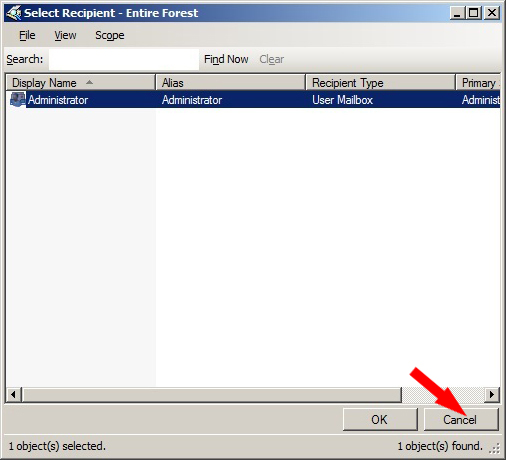 Select Recipient - Entire Forest
File View Scope
Search: Find Now Clear
Display Name Alias Recipient Type Primary
Administrator Administrator User Mailbox Administ
OK Cancel
1 object(s) selected. 1 object(s) found.